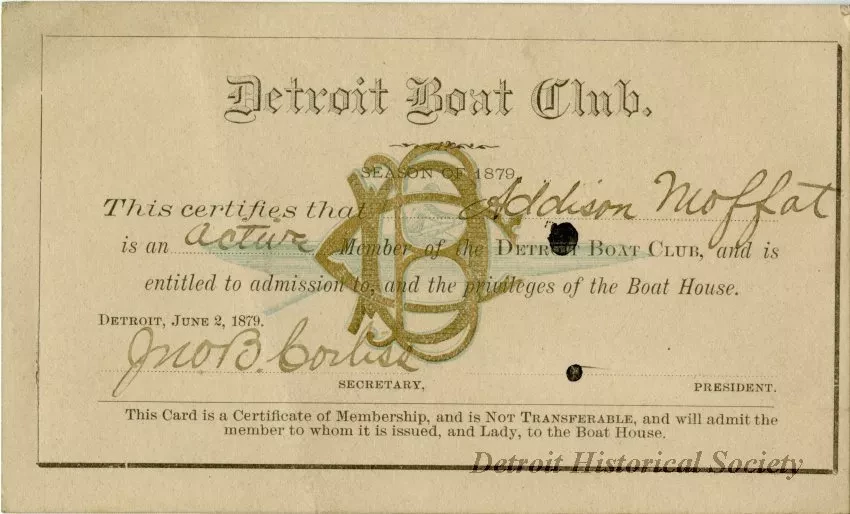 Detroit Boat Club.
SEASON OF 1879
This certifies that Addison Moffat
is an active Member of the DETROIT BOAT CLUB, and is
entitled to admission to, and the privileges of the Boat House.
DETROIT, JUNE 2, 1879.
Jno. B. Corliss
SECRETARY, PRESIDENT.
This Card is a Certificate of Membership, and is NOT TRANSFERABLE, and will admit the
member to whom it is issued, and Lady, to the Boat House.
Detroit Historical Society